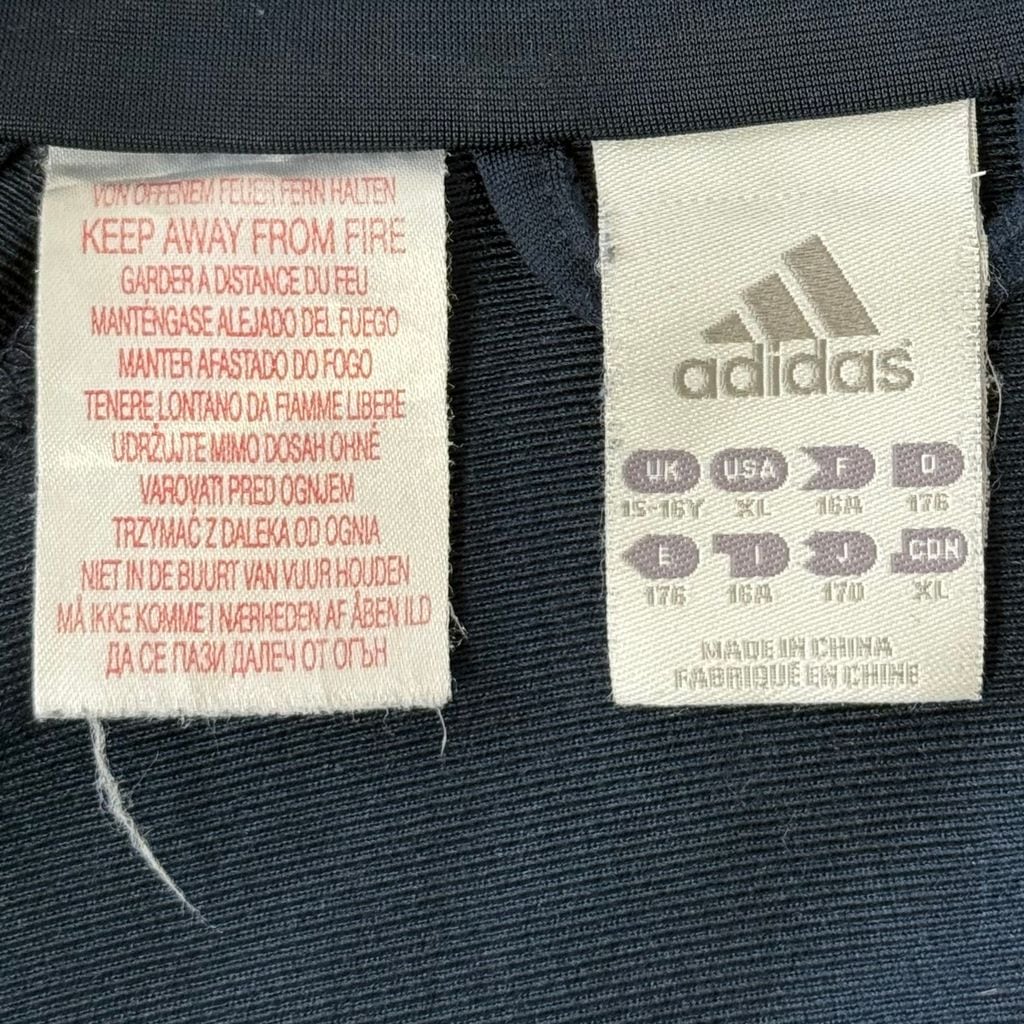 VON OFFENEM FEUER FERN HALTEN
KEEP AWAY FROM FIRE
GARDER A DISTANCE DU FEU
MANTÉNGASE ALEJADO DEL FUEGO
MANTER AFASTADO DO FOGO
TENERE LONTANO DA FIAMME LIBERE
UDRŽUJTE MIMO DOSAH OHNĚ
VAROVATI PRED OGNJEM
TRZYMAĆ Z DALEKA OD OGNIA
NIET IN DE BUURT VAN VUUR HOUDEN
MÅ IKKE KOMME I NÆRHEDEN AF ÅBEN ILD
ДА СЕ ПАЗИ ДАЛЕЧ ОТ ОГЪН
adidas
UK USA F D
15-16Y XL 16A 176
E I J CDN
176 16A 170 XL
MADE IN CHINA
FABRIQUE EN CHINE